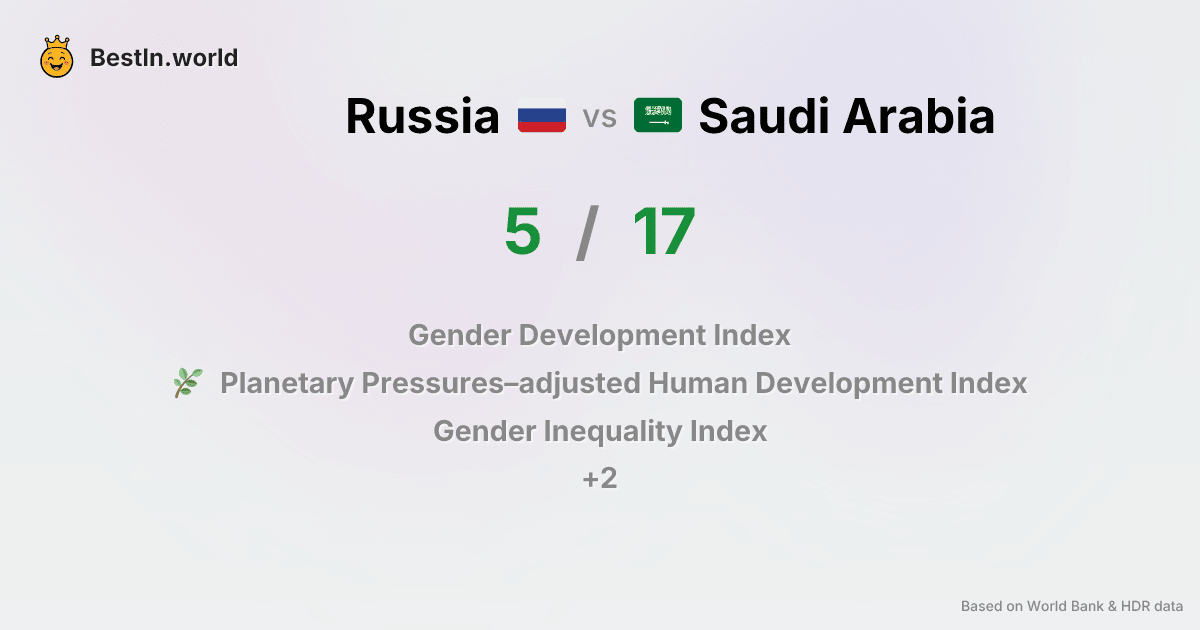 BestIn.world
Russia vs Saudi Arabia
5 / 17
Gender Development Index
Planetary Pressures–adjusted Human Development Index
Gender Inequality Index
+2
Based on World Bank & HDR data